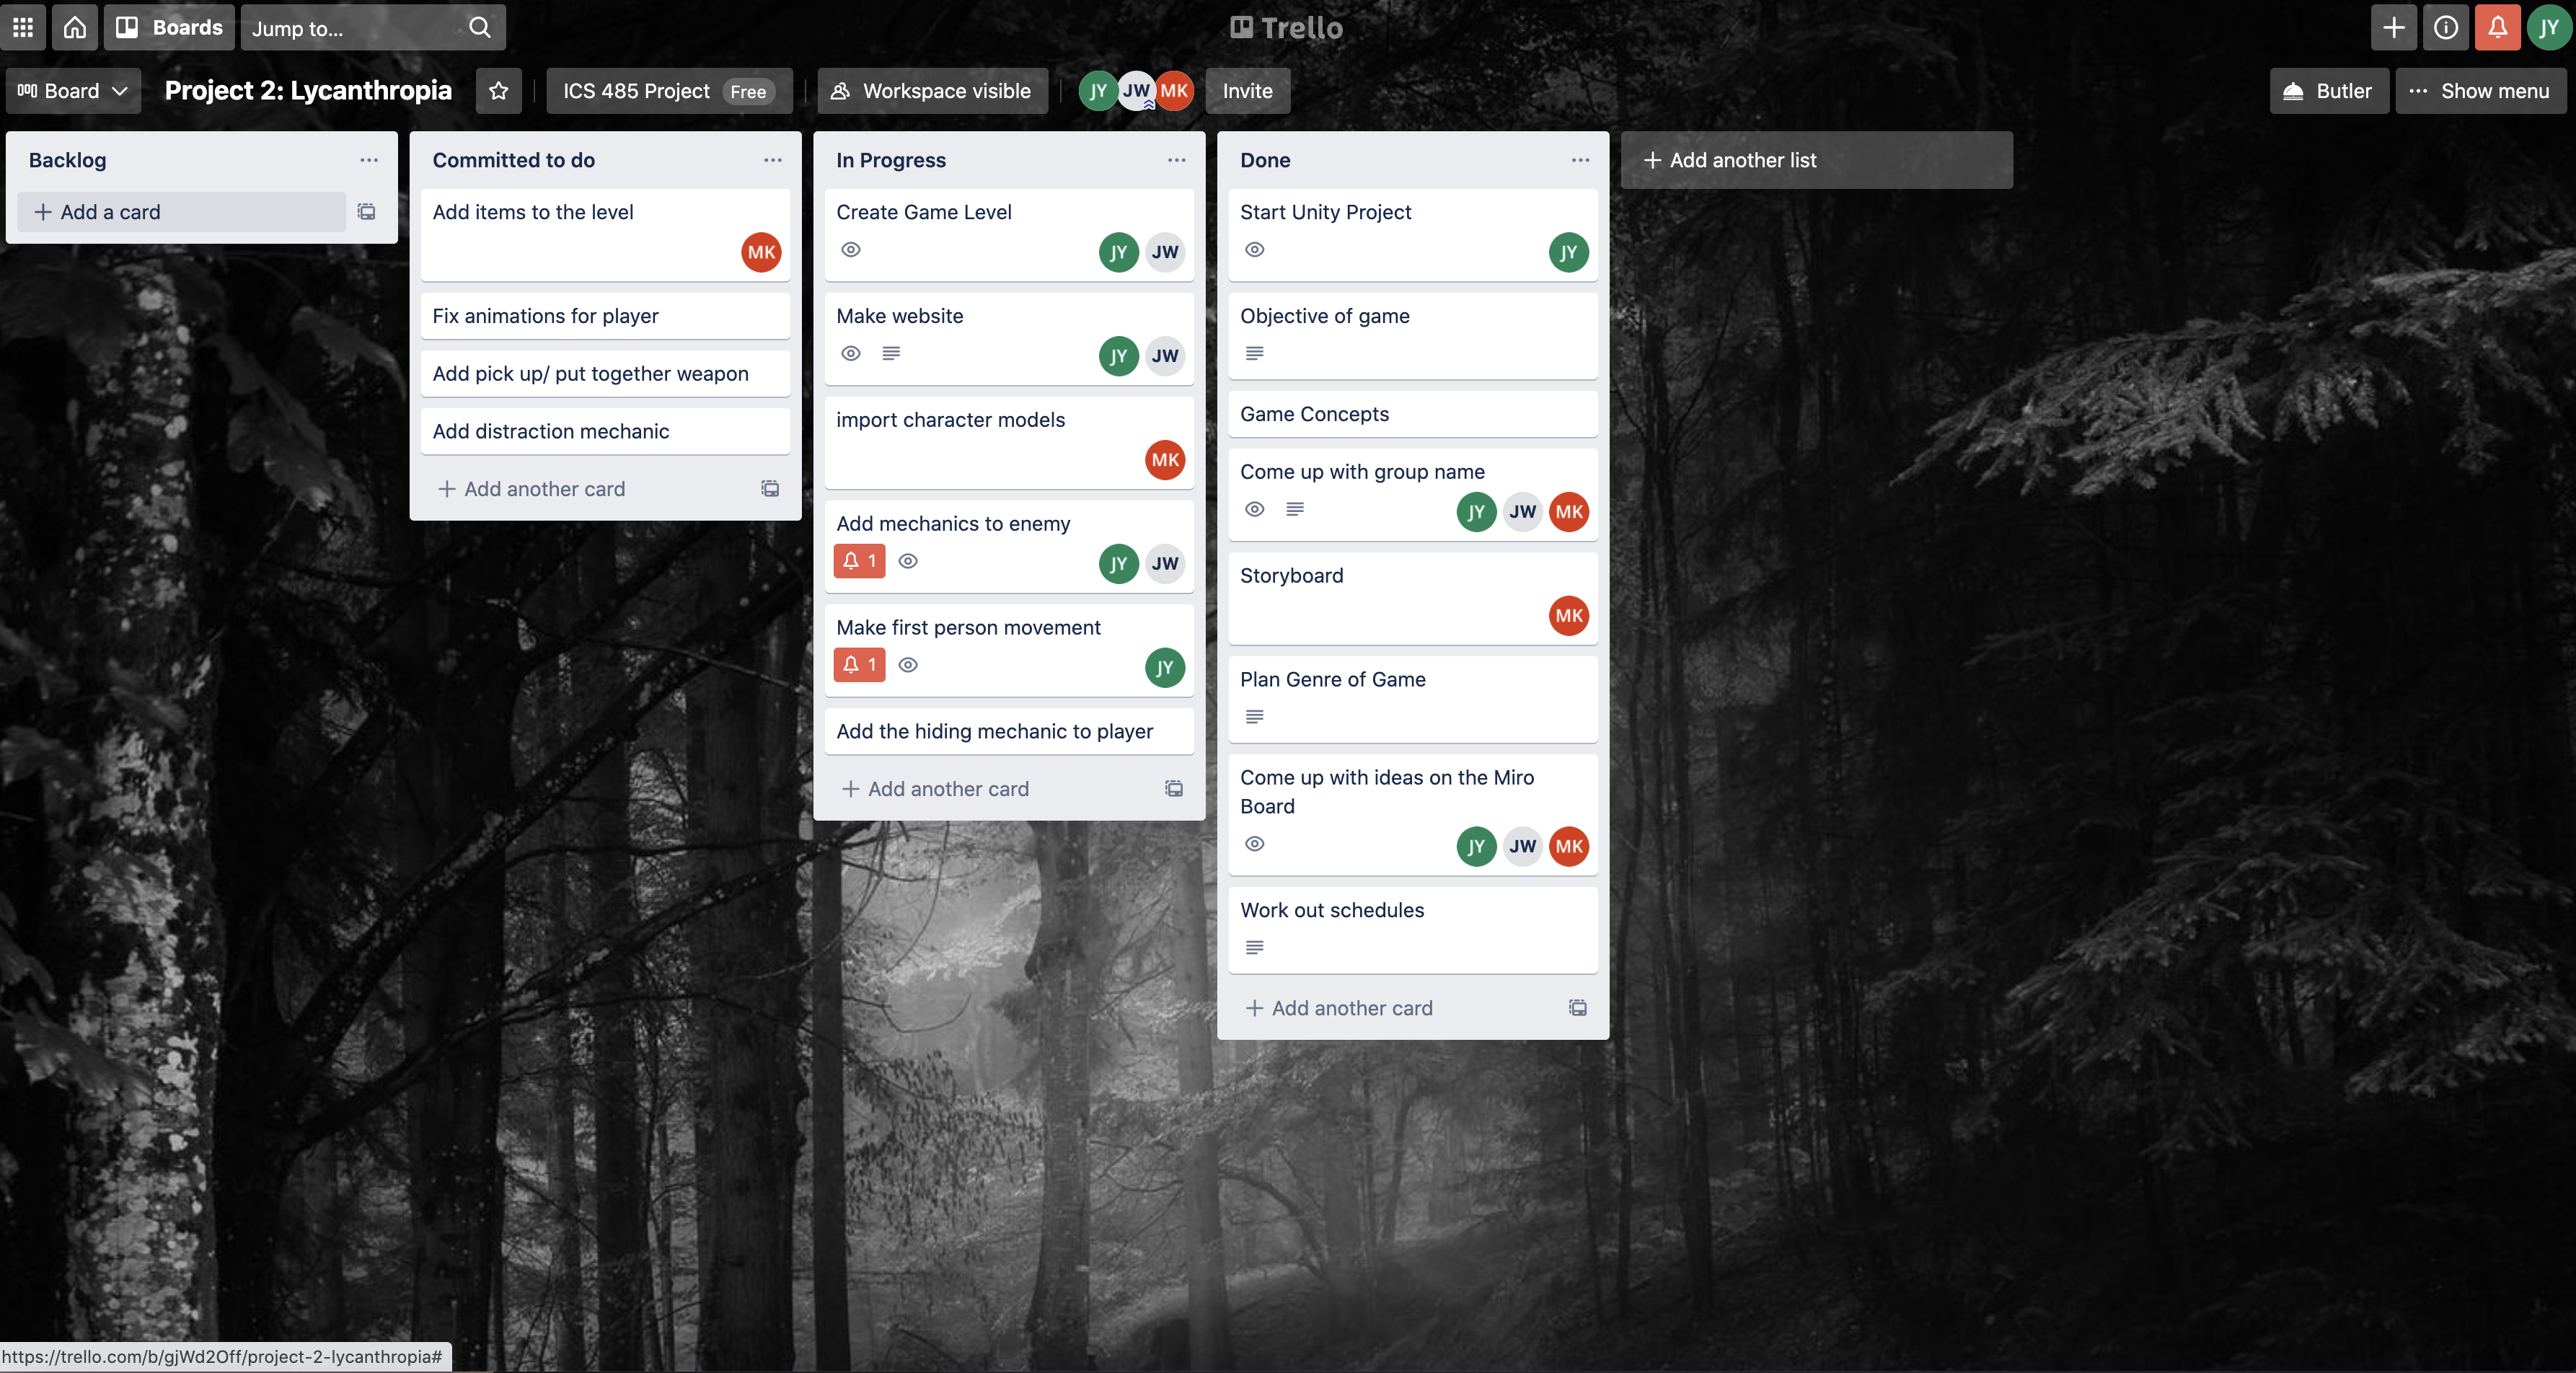 Boards
Jump to...
Trello
JY
Board
Project 2: Lycanthropia
ICS 485 Project Free
Workspace visible
JY JW MK
Invite
Butler
Show menu
Backlog
Add a card
Committed to do
Add items to the level
MK
Fix animations for player
Add pick up/ put together weapon
Add distraction mechanic
Add another card
In Progress
Create Game Level
JY JW
Make website
JY JW
import character models
MK
Add mechanics to enemy
1
JY JW
Make first person movement
1
JY
Add the hiding mechanic to player
Add another card
Done
Start Unity Project
JY
Objective of game
Game Concepts
Come up with group name
JY JW MK
Storyboard
MK
Plan Genre of Game
Come up with ideas on the Miro
Board
JY JW MK
Work out schedules
Add another card
Add another list
https://trello.com/b/gjWd2Off/project-2-lycanthropia#